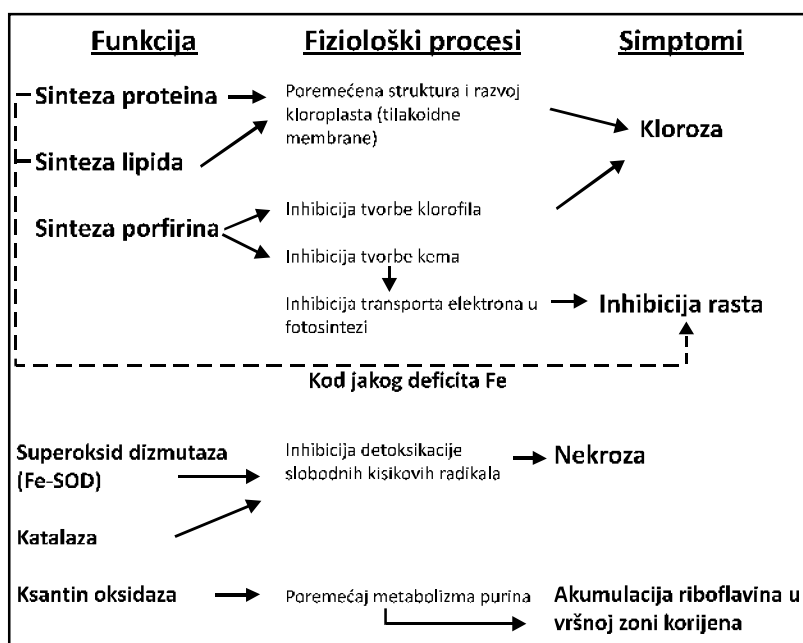 Funkcija
Fiziološki procesi
Simptomi
Sinteza proteina
Poremećena struktura i razvoj
kloroplasta (tilakoidne
membrane)
Kloroza
Sinteza lipida
Sinteza porfirina
Inhibicija tvorbe klorofila
Inhibicija tvorbe kema
Inhibicija transporta elektrona u
fotosintezi
Inhibicija rasta
Kod jakog deficita Fe
Superoksid dizmutaza
(Fe-SOD)
Inhibicija detoksikacije
slobodnih kisikovih radikala
Nekroza
Katalaza
Ksantin oksidaza
Poremećaj metabolizma purina
Akumulacija riboflavina u
vršnoj zoni korijena